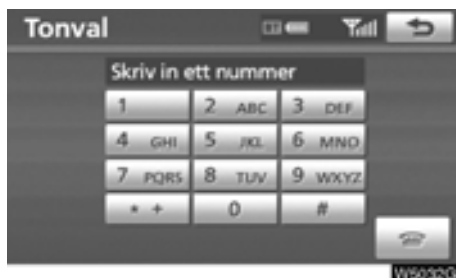 Tonval
Skriv in ett nummer
1 2 ABC 3 DEF
4 GHI 5 JKL 6 MNO
7 PQRS 8 TUV 9 WXYZ
* + 0 #